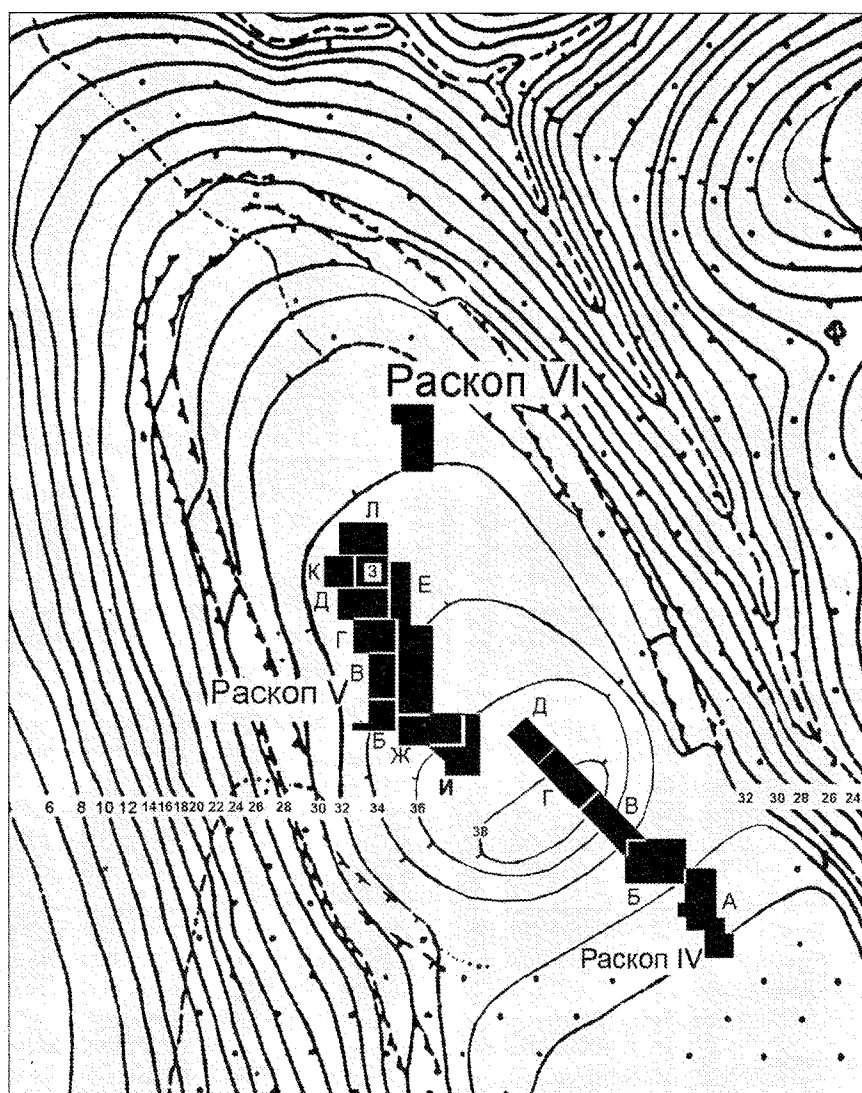 Раскоп VI
Л
К
З
Е
Д
Г
В
Раскоп V
Б
Ж
И
Д
Г
В
6 8 10 12 14 16 18 20 22 24 26 28 30 32 34 36
32 30 28 26 24
38
Б
А
Раскоп IV